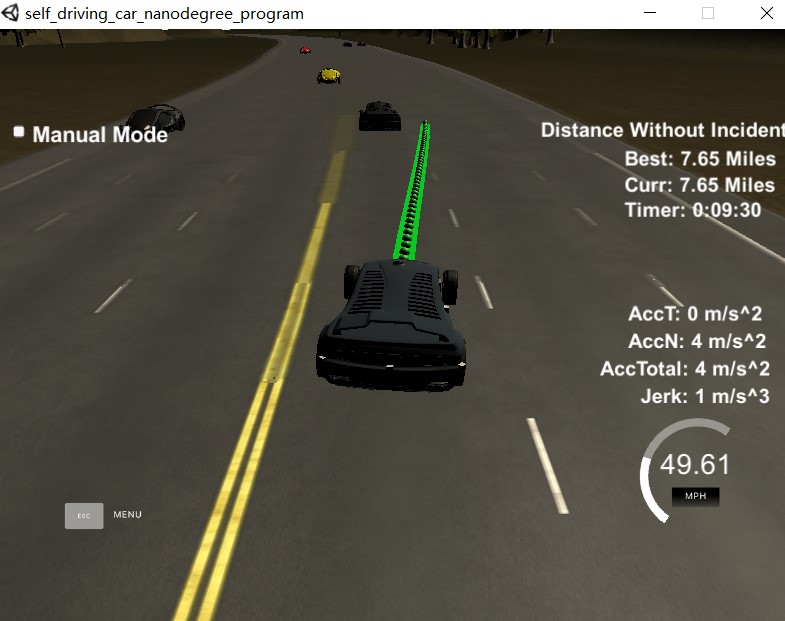 self_driving_car_nanodegree_program
Manual Mode
Distance Without Incident
Best: 7.65 Miles
Curr: 7.65 Miles
Timer: 0:09:30
AccT: 0 m/s^2
AccN: 4 m/s^2
AccTotal: 4 m/s^2
Jerk: 1 m/s^3
49.61
MPH
ESC MENU